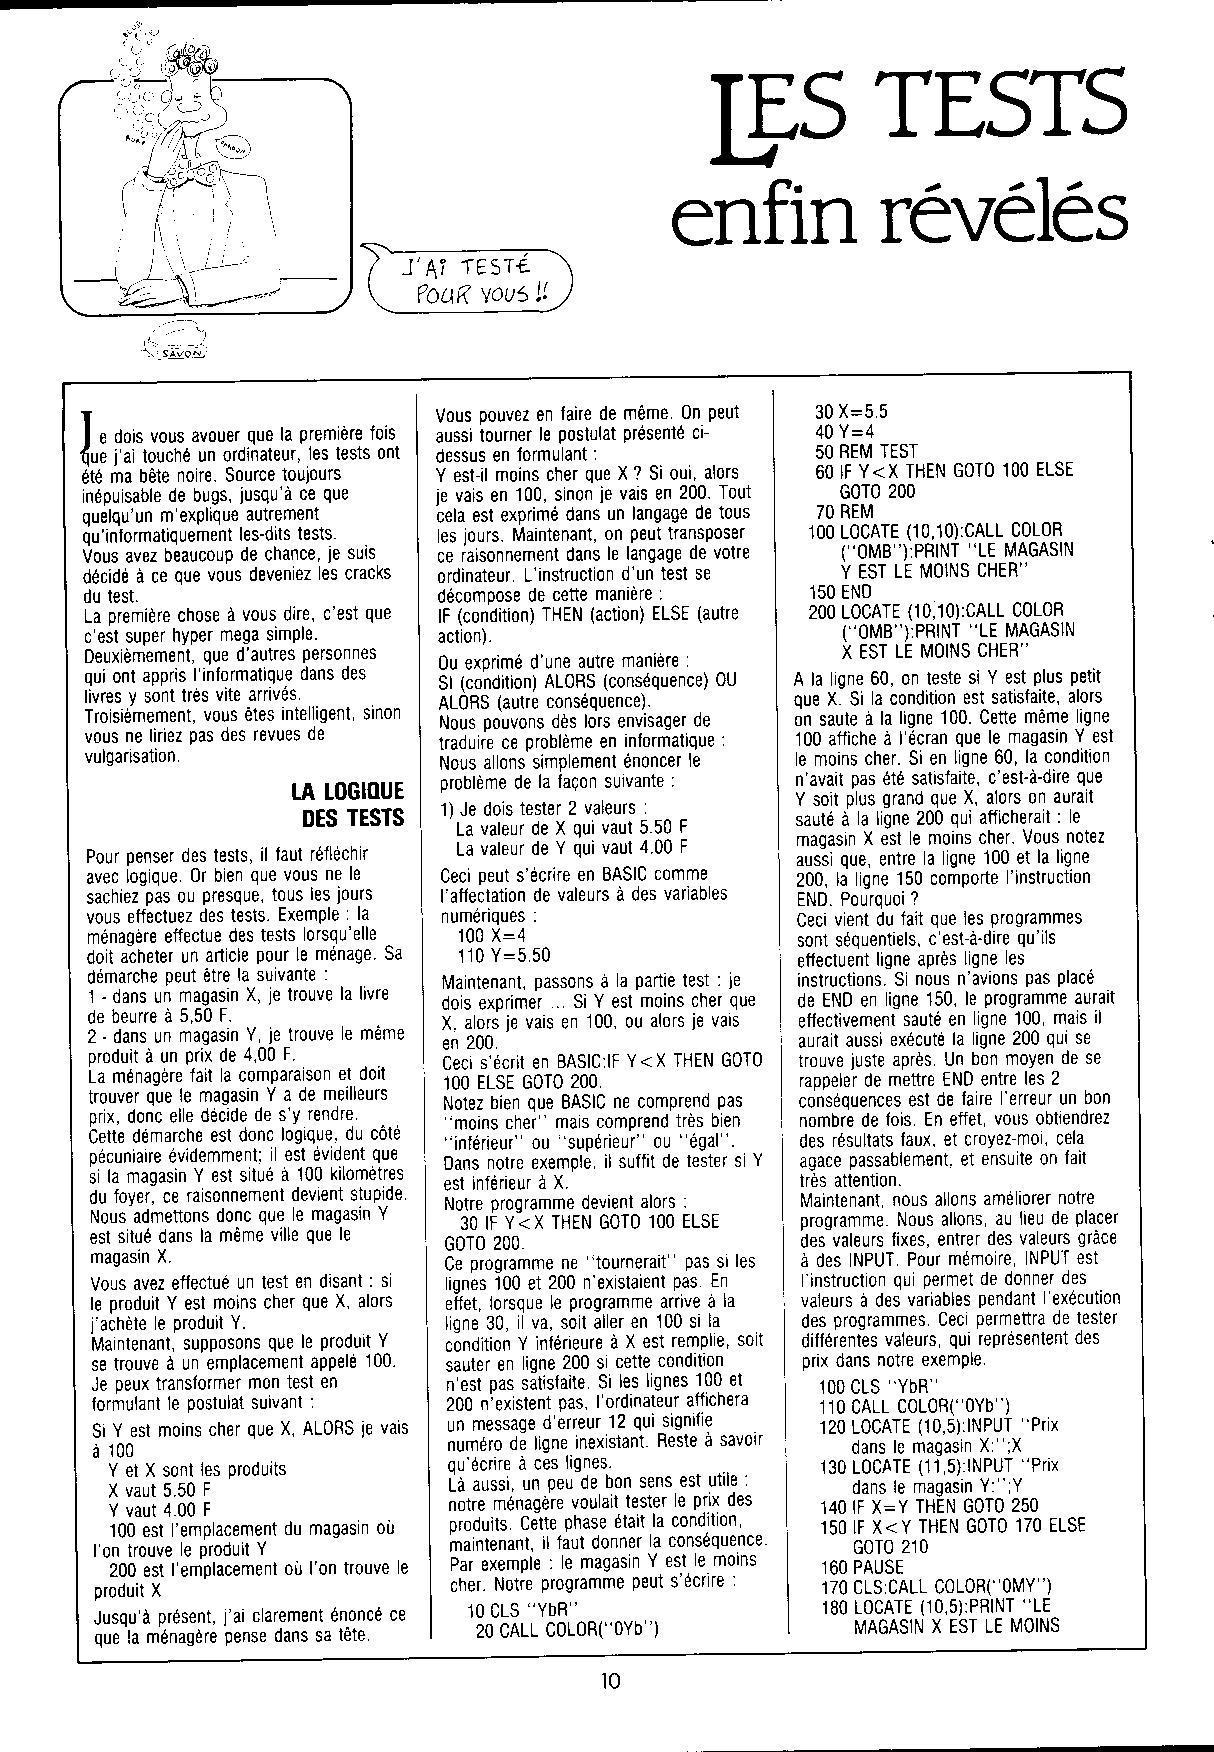 LES TESTS
enfin révélés
J'AI TESTÉ
POUR VOUS !!
SAVON
Je dois vous avouer que la première fois
que j'ai touché un ordinateur, les tests ont
été ma bête noire. Source toujours
inépuisable de bugs, jusqu'à ce que
quelqu'un m'explique autrement
qu'informatiquement les-dits tests.
Vous avez beaucoup de chance, je suis
décidé à ce que vous deveniez les cracks
du test.
La première chose à vous dire, c'est que
c'est super hyper mega simple.
Deuxièmement, que d'autres personnes
qui ont appris l'informatique dans des
livres y sont très vite arrivés.
Troisièmement, vous êtes intelligent, sinon
vous ne liriez pas des revues de
vulgarisation.
LA LOGIQUE
DES TESTS
Pour penser des tests, il faut réfléchir
avec logique. Or bien que vous ne le
sachiez pas ou presque, tous les jours
vous effectuez des tests. Exemple : la
ménagère effectue des tests lorsqu'elle
doit acheter un article pour le ménage. Sa
démarche peut être la suivante :
1 - dans un magasin X, je trouve la livre
de beurre à 5,50 F.
2 - dans un magasin Y, je trouve le même
produit à un prix de 4,00 F.
La ménagère fait la comparaison et doit
trouver que le magasin Y a de meilleurs
prix, donc elle décide de s'y rendre.
Cette démarche est donc logique, du côté
pécuniaire évidemment; il est évident que
si la magasin Y est situé à 100 kilomètres
du foyer, ce raisonnement devient stupide.
Nous admettons donc que le magasin Y
est situé dans la même ville que le
magasin X.
Vous avez effectué un test en disant : si
le produit Y est moins cher que X, alors
j'achète le produit Y.
Maintenant, supposons que le produit Y
se trouve à un emplacement appelé 100.
Je peux transformer mon test en
formulant le postulat suivant :
Si Y est moins cher que X, ALORS je vais
à 100
Y et X sont les produits
X vaut 5.50 F
Y vaut 4.00 F
100 est l'emplacement du magasin où
l'on trouve le produit Y
200 est l'emplacement où l'on trouve le
produit X
Jusqu'à présent, j'ai clarement énoncé ce
que la ménagère pense dans sa tête.
Vous pouvez en faire de même. On peut
aussi tourner le postulat présenté ci-
dessus en formulant :
Y est-il moins cher que X ? Si oui, alors
je vais en 100, sinon je vais en 200. Tout
cela est exprimé dans un langage de tous
les jours. Maintenant, on peut transposer
ce raisonnement dans le langage de votre
ordinateur. L'instruction d'un test se
décompose de cette manière :
IF (condition) THEN (action) ELSE (autre
action).
Ou exprimé d'une autre manière :
SI (condition) ALORS (conséquence) OU
ALORS (autre conséquence).
Nous pouvons dès lors envisager de
traduire ce problème en informatique :
Nous allons simplement énoncer le
problème de la façon suivante :
1) Je dois tester 2 valeurs :
La valeur de X qui vaut 5.50 F
La valeur de Y qui vaut 4.00 F
Ceci peut s'écrire en BASIC comme
l'affectation de valeurs à des variables
numériques :
100 X=4
110 Y=5.50
Maintenant, passons à la partie test : je
dois exprimer ... Si Y est moins cher que
X, alors je vais en 100, ou alors je vais
en 200.
Ceci s'écrit en BASIC:IF Y<X THEN GOTO
100 ELSE GOTO 200.
Notez bien que BASIC ne comprend pas
"moins cher" mais comprend très bien
"inférieur" ou "supérieur" ou "égal".
Dans notre exemple, il suffit de tester si Y
est inférieur à X.
Notre programme devient alors :
30 IF Y<X THEN GOTO 100 ELSE
GOTO 200.
Ce programme ne "tournerait" pas si les
lignes 100 et 200 n'existaient pas. En
effet, lorsque le programme arrive à la
ligne 30, il va, soit aller en 100 si la
condition Y inférieure à X est remplie, soit
sauter en ligne 200 si cette condition
n'est pas satisfaite. Si les lignes 100 et
200 n'existent pas, l'ordinateur affichera
un message d'erreur 12 qui signifie
numéro de ligne inexistant. Reste à savoir
qu'écrire à ces lignes.
Là aussi, un peu de bon sens est utile :
notre ménagère voulait tester le prix des
produits. Cette phase était la condition,
maintenant, il faut donner la conséquence.
Par exemple : le magasin Y est le moins
cher. Notre programme peut s'écrire :
10 CLS "YbR"
20 CALL COLOR("0Yb")
30 X=5.5
40 Y=4
50 REM TEST
60 IF Y<X THEN GOTO 100 ELSE
GOTO 200
70 REM
100 LOCATE (10,10):CALL COLOR
("0MB"):PRINT "LE MAGASIN
Y EST LE MOINS CHER"
150 END
200 LOCATE (10,10):CALL COLOR
("0MB"):PRINT "LE MAGASIN
X EST LE MOINS CHER"
A la ligne 60, on teste si Y est plus petit
que X. Si la condition est satisfaite, alors
on saute à la ligne 100. Cette même ligne
100 affiche à l'écran que le magasin Y est
le moins cher. Si en ligne 60, la condition
n'avait pas été satisfaite, c'est-à-dire que
Y soit plus grand que X, alors on aurait
sauté à la ligne 200 qui afficherait : le
magasin X est le moins cher. Vous notez
aussi que, entre la ligne 100 et la ligne
200, la ligne 150 comporte l'instruction
END. Pourquoi ?
Ceci vient du fait que les programmes
sont séquentiels, c'est-à-dire qu'ils
effectuent ligne après ligne les
instructions. Si nous n'avions pas placé
de END en ligne 150, le programme aurait
effectivement sauté en ligne 100, mais il
aurait aussi exécuté la ligne 200 qui se
trouve juste après. Un bon moyen de se
rappeler de mettre END entre les 2
conséquences est de faire l'erreur un bon
nombre de fois. En effet, vous obtiendrez
des résultats faux, et croyez-moi, cela
agace passablement, et ensuite on fait
très attention.
Maintenant, nous allons améliorer notre
programme. Nous allons, au lieu de placer
des valeurs fixes, entrer des valeurs grâce
à des INPUT. Pour mémoire, INPUT est
l'instruction qui permet de donner des
valeurs à des variables pendant l'exécution
des programmes. Ceci permettra de tester
différentes valeurs, qui représentent des
prix dans notre exemple.
100 CLS "YbR"
110 CALL COLOR("0Yb")
120 LOCATE (10,5):INPUT "Prix
dans le magasin X:";X
130 LOCATE (11,5):INPUT "Prix
dans le magasin Y:";Y
140 IF X=Y THEN GOTO 250
150 IF X<Y THEN GOTO 170 ELSE
GOTO 210
160 PAUSE
170 CLS:CALL COLOR("0MY")
180 LOCATE (10,5):PRINT "LE
MAGASIN X EST LE MOINS
10